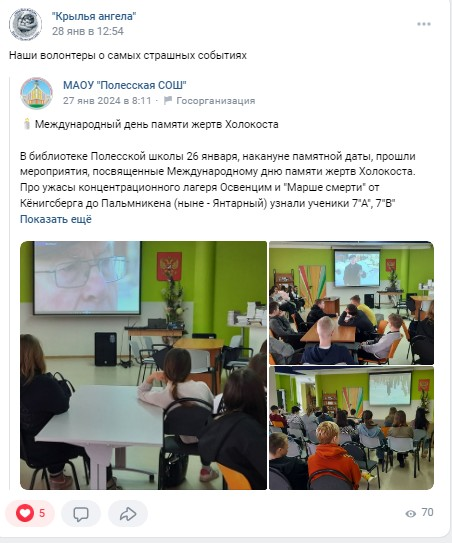 "Крылья ангела"
28 янв в 12:54
Наши волонтеры о самых страшных событиях
МАОУ "Полесская СОШ"
27 янв 2024 в 8:11 · Госорганизация
Международный день памяти жертв Холокоста
В библиотеке Полесской школы 26 января, накануне памятной даты, прошли
мероприятия, посвященные Международному дню памяти жертв Холокоста.
Про ужасы концентрационного лагеря Освенцим и "Марше смерти" от
Кёнигсберга до Пальмникена (ныне - Янтарный) узнали ученики 7"А", 7"В"
Показать ещё
5
70